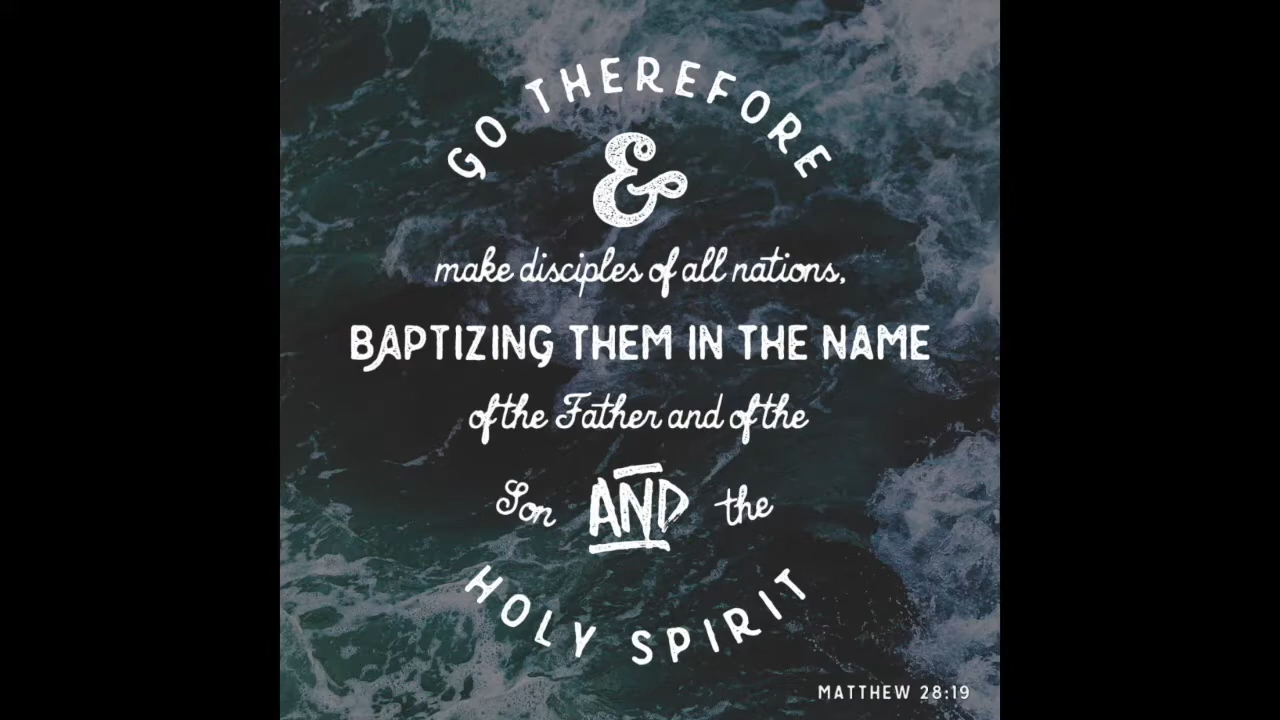 GO THEREFORE
&
make disciples of all nations,
BAPTIZING THEM IN THE NAME
of the Father and of the
Son AND the
HOLY SPIRIT
MATTHEW 28:19